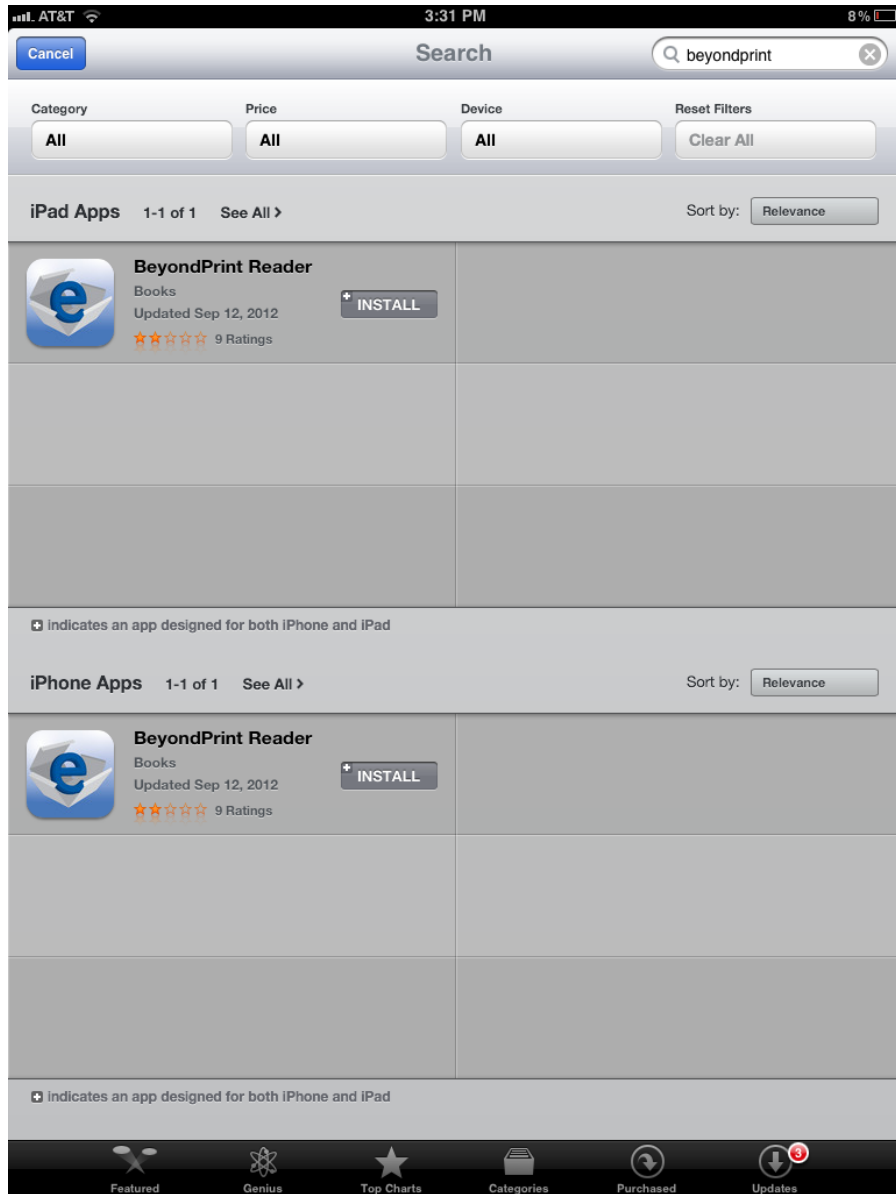 AT&T 3:31 PM 8%
Cancel Search beyondprint
Category Price Device Reset Filters
All All All Clear All
iPad Apps 1-1 of 1 See All > Sort by: Relevance
BeyondPrint Reader
Books
Updated Sep 12, 2012
INSTALL
9 Ratings
e
+ indicates an app designed for both iPhone and iPad
iPhone Apps 1-1 of 1 See All > Sort by: Relevance
BeyondPrint Reader
Books
Updated Sep 12, 2012
INSTALL
9 Ratings
e
+ indicates an app designed for both iPhone and iPad
3
Featured Genius Top Charts Categories Purchased Updates